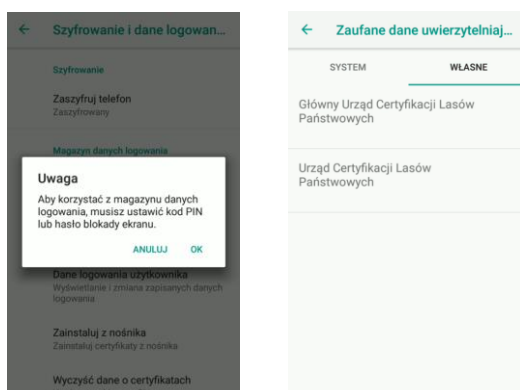 Szyfrowanie i dane logowan...
Szyfrowanie
Zaszyfruj telefon
Zaszyfrowany
Magazyn danych logowania
Uwaga
Aby korzystać z magazynu danych
logowania, musisz ustawić kod PIN
lub hasło blokady ekranu.
ANULUJ OK
Dane logowania użytkownika
Wyświetlanie i zmiana zapisanych danych
logowania
Zainstaluj z nośnika
Zainstaluj certyfikaty z nośnika
Wyczyść dane o certyfikatach
Zaufane dane uwierzytelniaj...
SYSTEM WŁASNE
Główny Urząd Certyfikacji Lasów
Państwowych
Urząd Certyfikacji Lasów
Państwowych